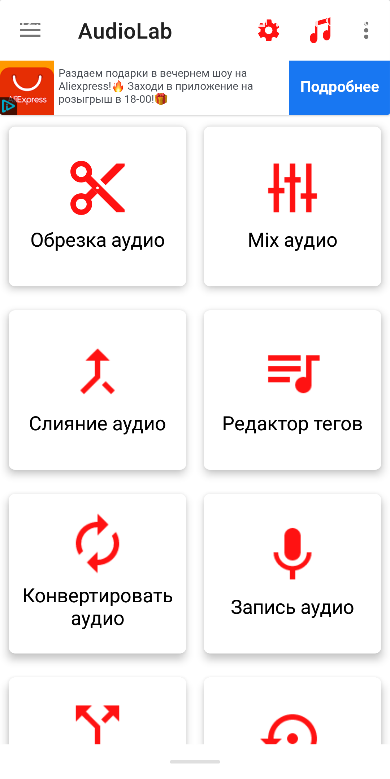 AudioLab
Раздаем подарки в вечернем шоу на
Aliexpress!🔥 Заходи в приложение на
розыгрыш в 18-00!🎁
AliExpress
Подробнее
Обрезка аудио
Mix аудио
Слияние аудио
Редактор тегов
Конвертировать
аудио
Запись аудио